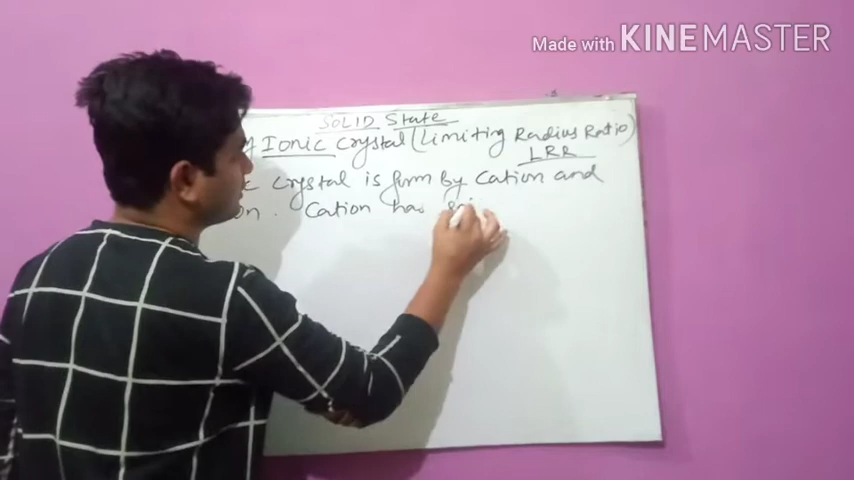 Made with KINEMASTER
SOLID State
Ionic Crystal (Limiting Radius Ratio)
LRR
crystal is form by Cation and
on. Cation has